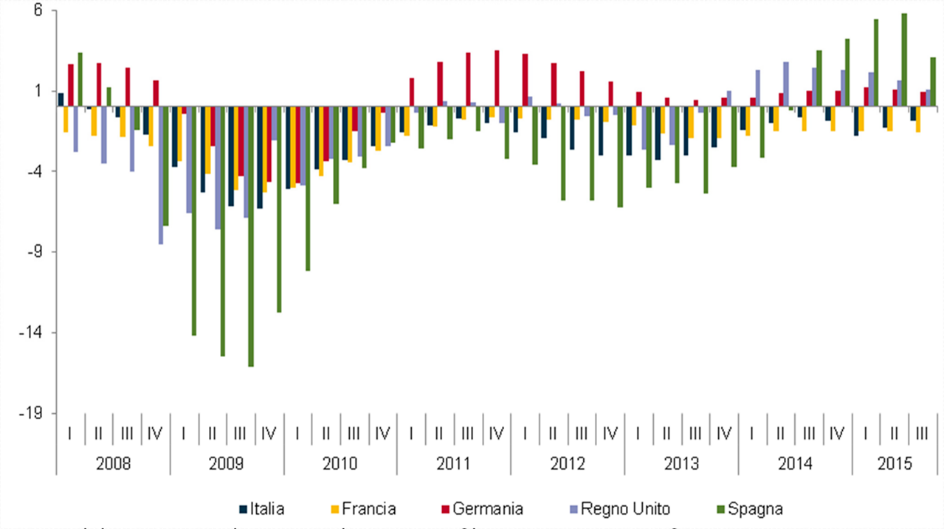 6
1
-4
-9
-14
-19
I II III IV I II III IV I II III IV I II III IV I II III IV I II III IV I II III IV I II III
2008 2009 2010 2011 2012 2013 2014 2015
Italia Francia Germania Regno Unito Spagna